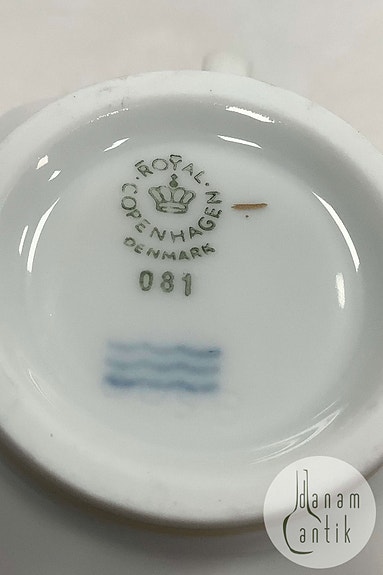 ROYAL
COPENHAGEN
DENMARK
081
danam
antik